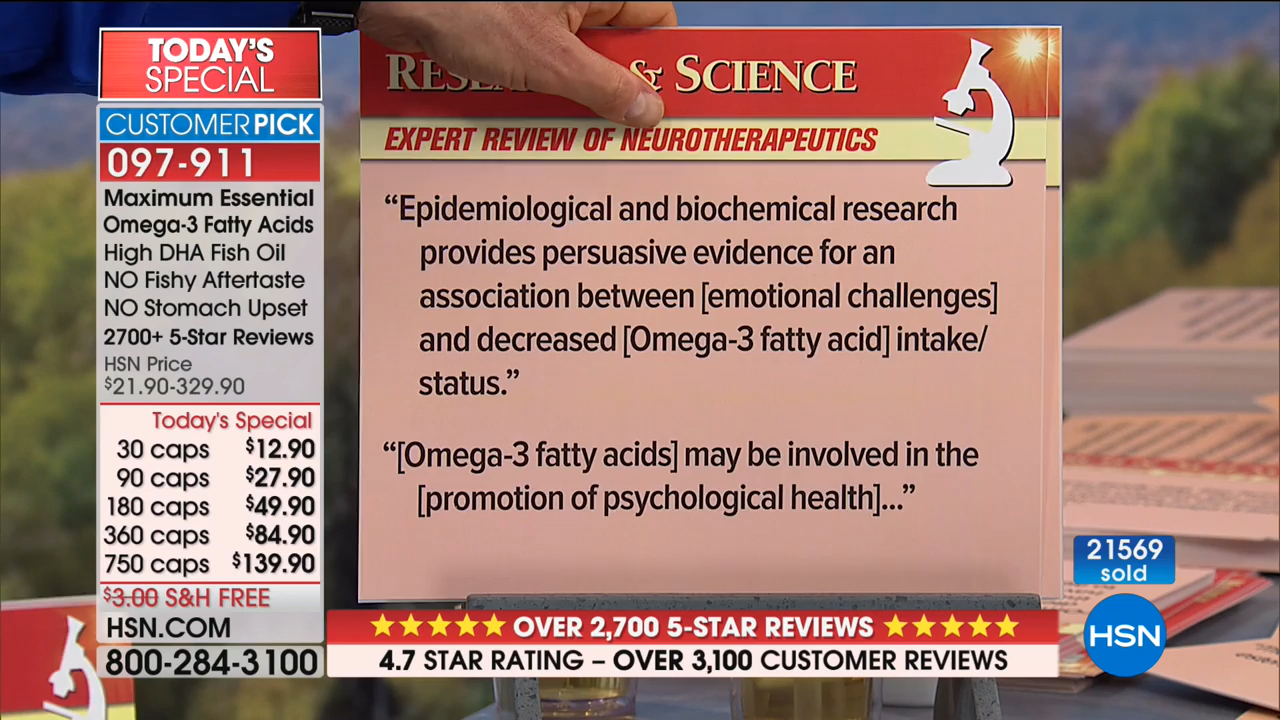 TODAY'S
SPECIAL
CUSTOMER PICK
097-911
Maximum Essential
Omega-3 Fatty Acids
High DHA Fish Oil
NO Fishy Aftertaste
NO Stomach Upset
2700+ 5-Star Reviews
HSN Price
$21.90-329.90
Today's Special
30 caps $12.90
90 caps $27.90
180 caps $49.90
360 caps $84.90
750 caps $139.90
$3.00 S&H FREE
HSN.COM
800-284-3100
& SCIENCE
EXPERT REVIEW OF NEUROTHERAPEUTICS
“Epidemiological and biochemical research
provides persuasive evidence for an
association between [emotional challenges]
and decreased [Omega-3 fatty acid] intake/
status.”
“[Omega-3 fatty acids] may be involved in the
[promotion of psychological health]...”
21569
sold
HSN
OVER 2,700 5-STAR REVIEWS
4.7 STAR RATING – OVER 3,100 CUSTOMER REVIEWS